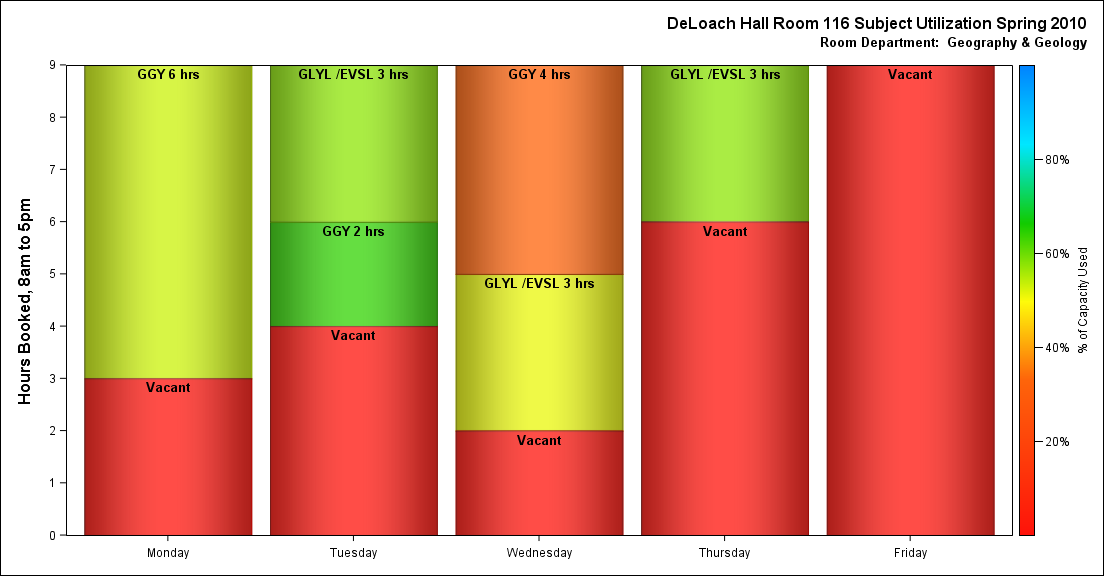 DeLoach Hall Room 116 Subject Utilization Spring 2010
Room Department: Geography & Geology
Hours Booked, 8am to 5pm
9
8
7
6
5
4
3
2
1
0
GGY 6 hrs
Vacant
GLYL /EVSL 3 hrs
GGY 2 hrs
Vacant
GGY 4 hrs
GLYL /EVSL 3 hrs
Vacant
GLYL /EVSL 3 hrs
Vacant
Vacant
Monday
Tuesday
Wednesday
Thursday
Friday
80%
60%
40%
20%
% of Capacity Used